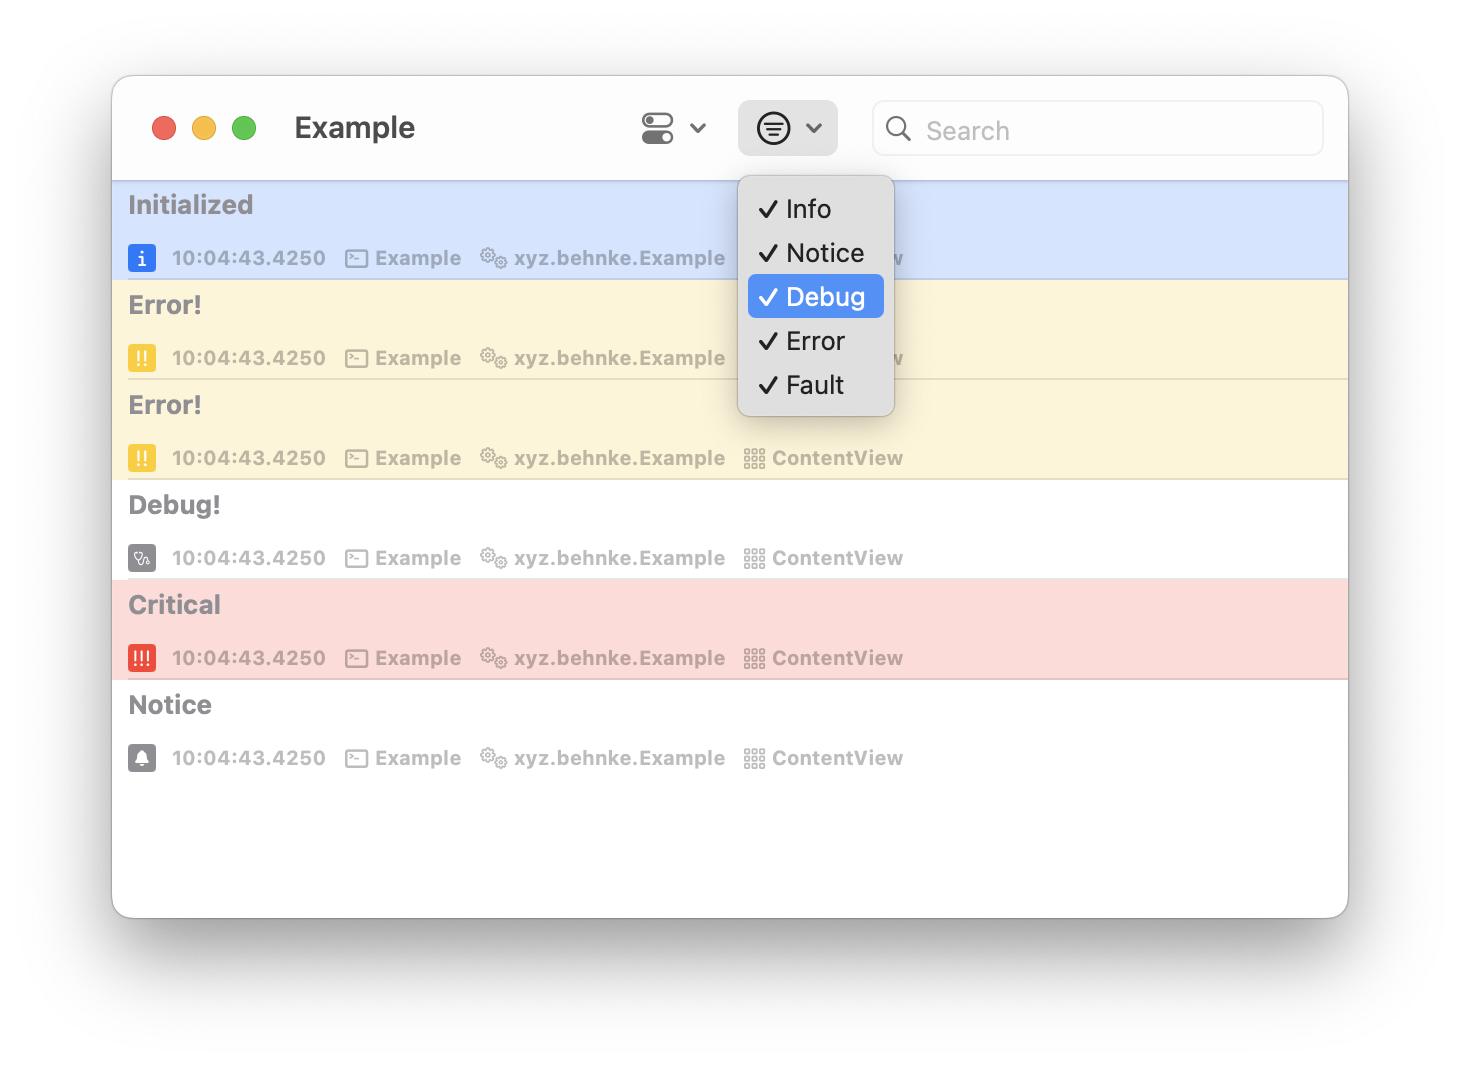 Example
Search
Info
Notice
Debug
Error
Fault
Initialized
10:04:43.4250 Example xyz.behnke.Example w
Error!
10:04:43.4250 Example xyz.behnke.Example w
Error!
10:04:43.4250 Example xyz.behnke.Example ContentView
Debug!
10:04:43.4250 Example xyz.behnke.Example ContentView
Critical
10:04:43.4250 Example xyz.behnke.Example ContentView
Notice
10:04:43.4250 Example xyz.behnke.Example ContentView